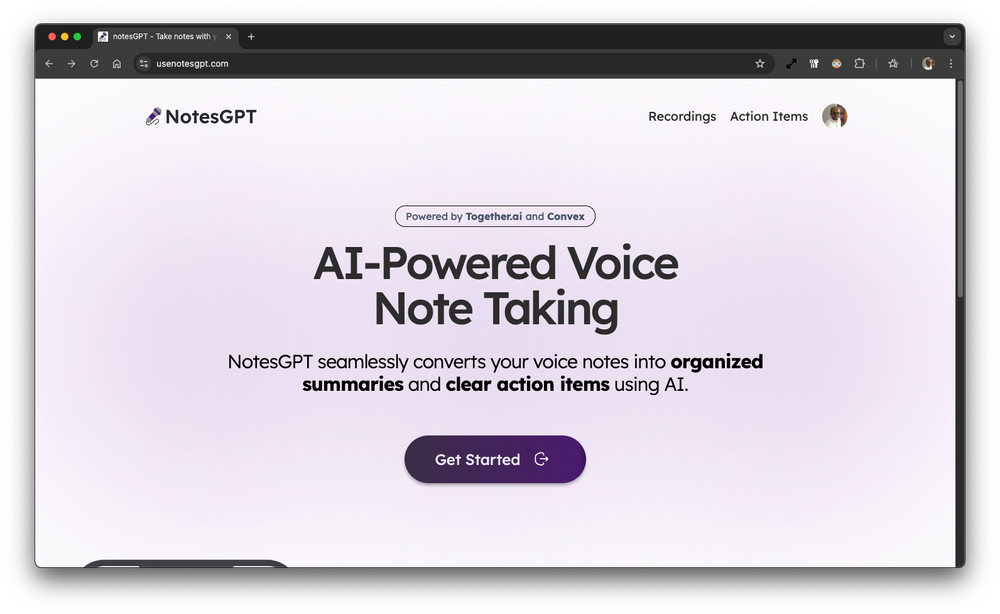 notesGPT - Take notes with y
usenotesgpt.com
NotesGPT
Recordings Action Items
Powered by Together.ai and Convex
AI-Powered Voice
Note Taking
NotesGPT seamlessly converts your voice notes into organized
summaries and clear action items using AI.
Get Started